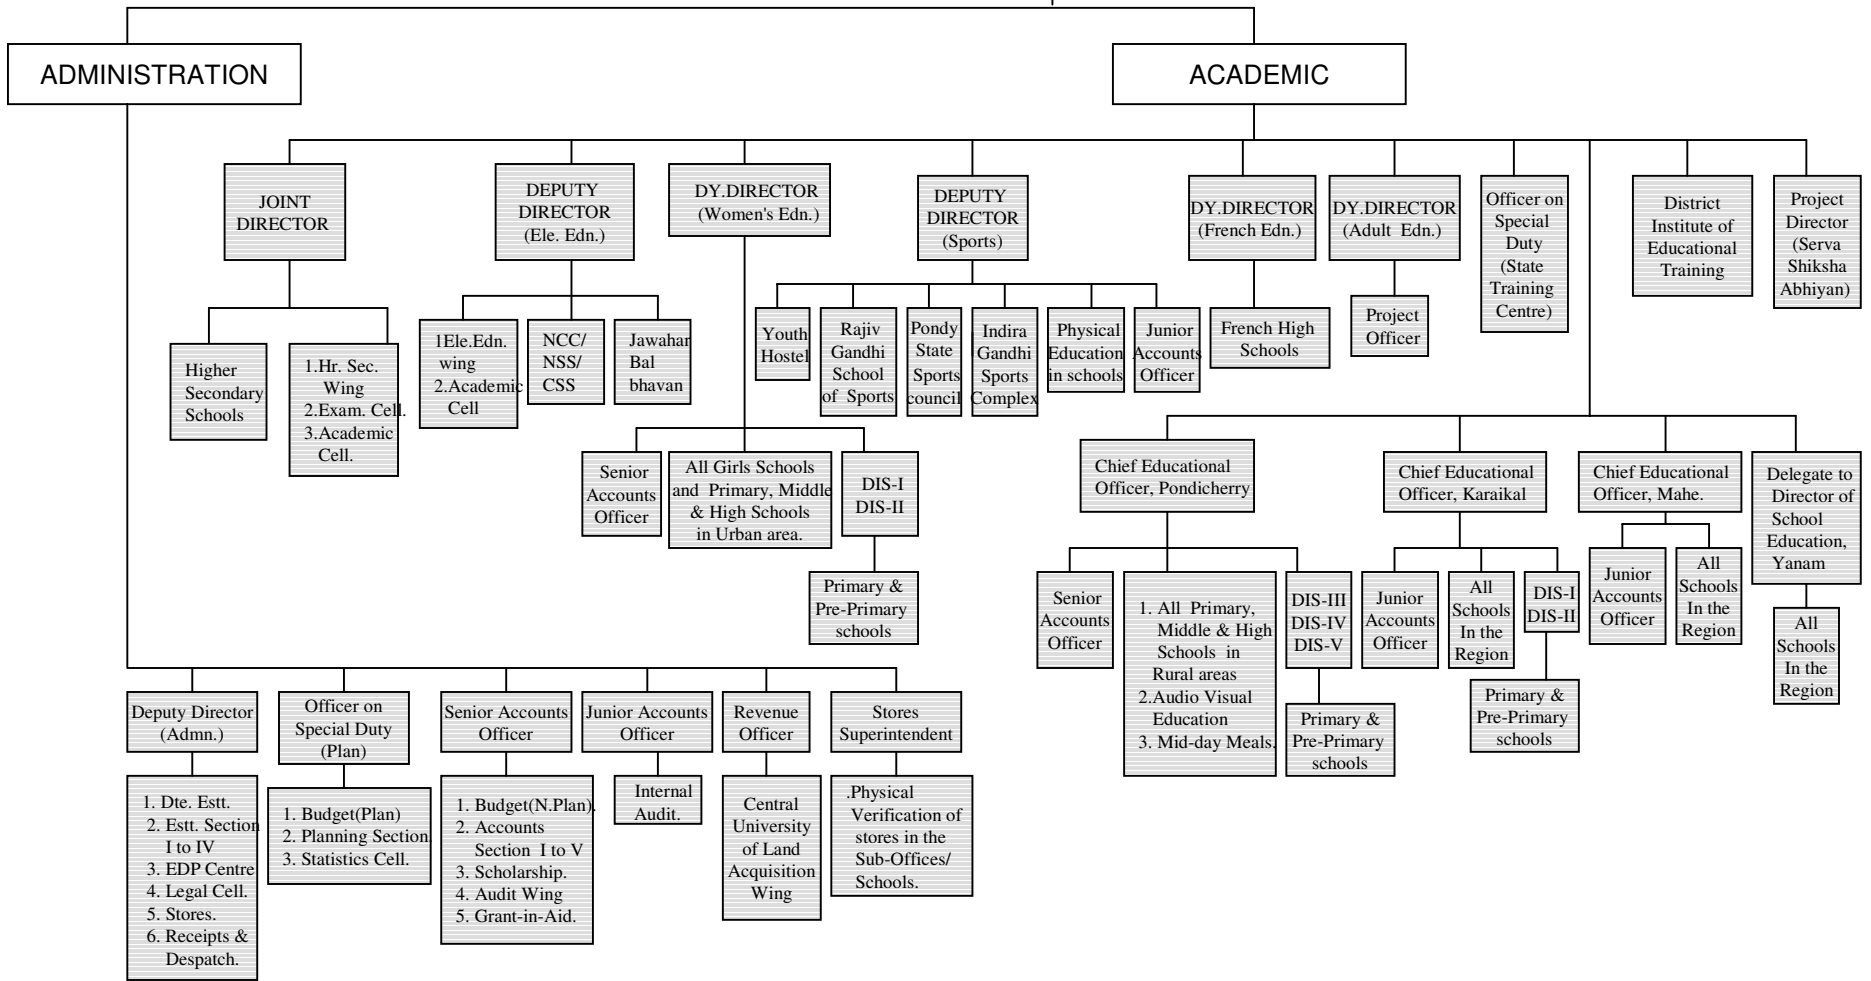 ADMINISTRATION
ACADEMIC
JOINT
DIRECTOR
DEPUTY
DIRECTOR
(Ele. Edn.)
DY.DIRECTOR
(Women's Edn.)
DEPUTY
DIRECTOR
(Sports)
DY.DIRECTOR
(French Edn.)
DY.DIRECTOR
(Adult Edn.)
Officer on
Special
Duty
(State
Training
Centre)
District
Institute of
Educational
Training
Project
Director
(Serva
Shiksha
Abhiyan)
Higher
Secondary
Schools
1.Hr. Sec.
Wing
2.Exam. Cell.
3.Academic
Cell.
1Ele.Edn.
wing
2.Academic
Cell
NCC/
NSS/
CSS
Jawahar
Bal
bhavan
Youth
Hostel
Rajiv
Gandhi
School
of Sports
Pondy
State
Sports
council
Indira
Gandhi
Sports
Complex
Physical
Education
in schools
Junior
Accounts
Officer
French High
Schools
Project
Officer
Senior
Accounts
Officer
All Girls Schools
and Primary, Middle
& High Schools
in Urban area.
DIS-I
DIS-II
Primary &
Pre-Primary
schools
Chief Educational
Officer, Pondicherry
Chief Educational
Officer, Karaikal
Chief Educational
Officer, Mahe.
Delegate to
Director of
School
Education,
Yanam
Senior
Accounts
Officer
1. All Primary,
Middle & High
Schools in
Rural areas
2.Audio Visual
Education
3. Mid-day Meals.
DIS-III
DIS-IV
DIS-V
Primary &
Pre-Primary
schools
Junior
Accounts
Officer
All
Schools
In the
Region
DIS-I
DIS-II
Primary &
Pre-Primary
schools
Junior
Accounts
Officer
All
Schools
In the
Region
All
Schools
In the
Region
Deputy Director
(Admn.)
Officer on
Special Duty
(Plan)
Senior Accounts
Officer
Junior Accounts
Officer
Revenue
Officer
Stores
Superintendent
1. Dte. Estt.
2. Estt. Section
I to IV
3. EDP Centre
4. Legal Cell.
5. Stores.
6. Receipts &
Despatch.
1. Budget(Plan)
2. Planning Section.
3. Statistics Cell.
1. Budget(N.Plan).
2. Accounts
Section I to V
3. Scholarship.
4. Audit Wing
5. Grant-in-Aid.
Internal
Audit.
Central
University
of Land
Acquisition
Wing
.Physical
Verification of
stores in the
Sub-Offices/
Schools.